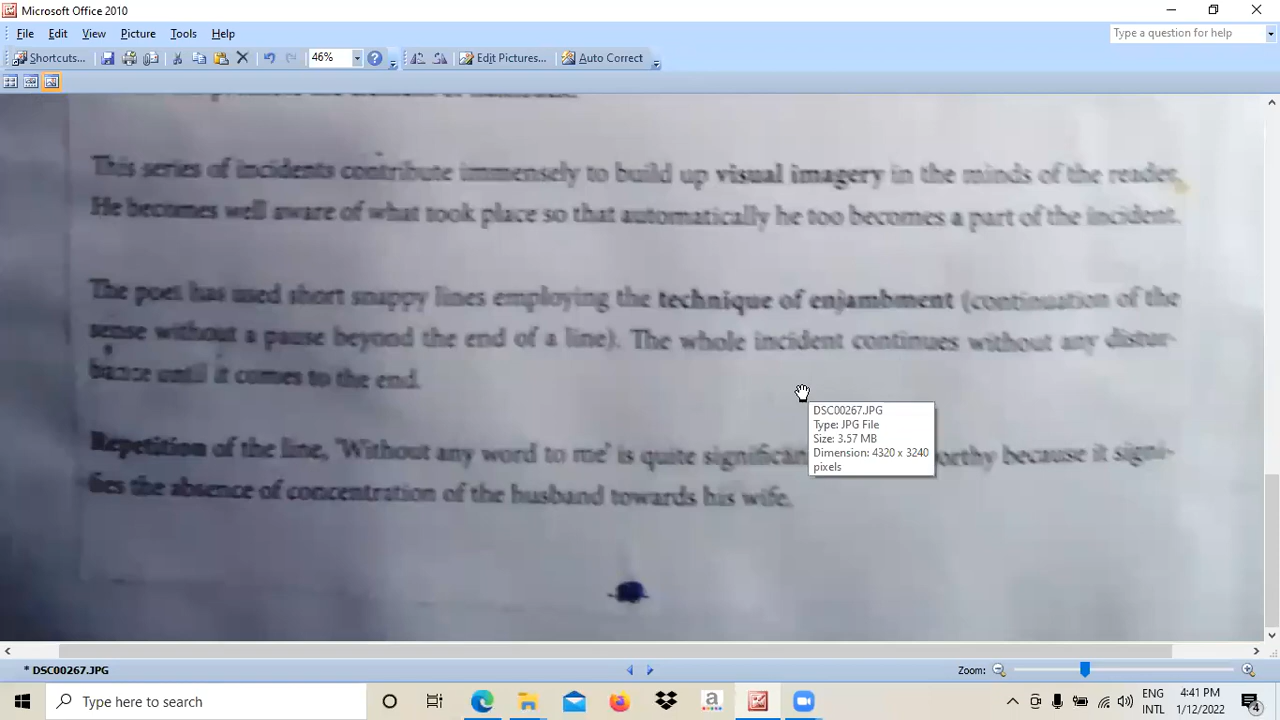 Microsoft Office 2010
File Edit View Picture Tools Help
Type a question for help
Shortcuts... 46% Edit Pictures... Auto Correct
This series of incidents contribute immensely to build up visual imagery in the minds of the reader.
He becomes well aware of what took place so that automatically he too becomes a part of the incident.
The poet has used short snappy lines employing the technique of enjambment (continuation of the
sense without a pause beyond the end of a line). The whole incident continues without any distur-
bance until it comes to the end.
DSC00267.JPG
Type: JPG File
Size: 3.57 MB
Dimension: 4320 x 3240
pixels
Repetition of the line, 'Without any word to me' is quite because it signi-
fies the absence of concentration of the husband towards his wife.
* DSC00267.JPG
Zoom:
Type here to search
ENG
INTL
4:41 PM
1/12/2022
4